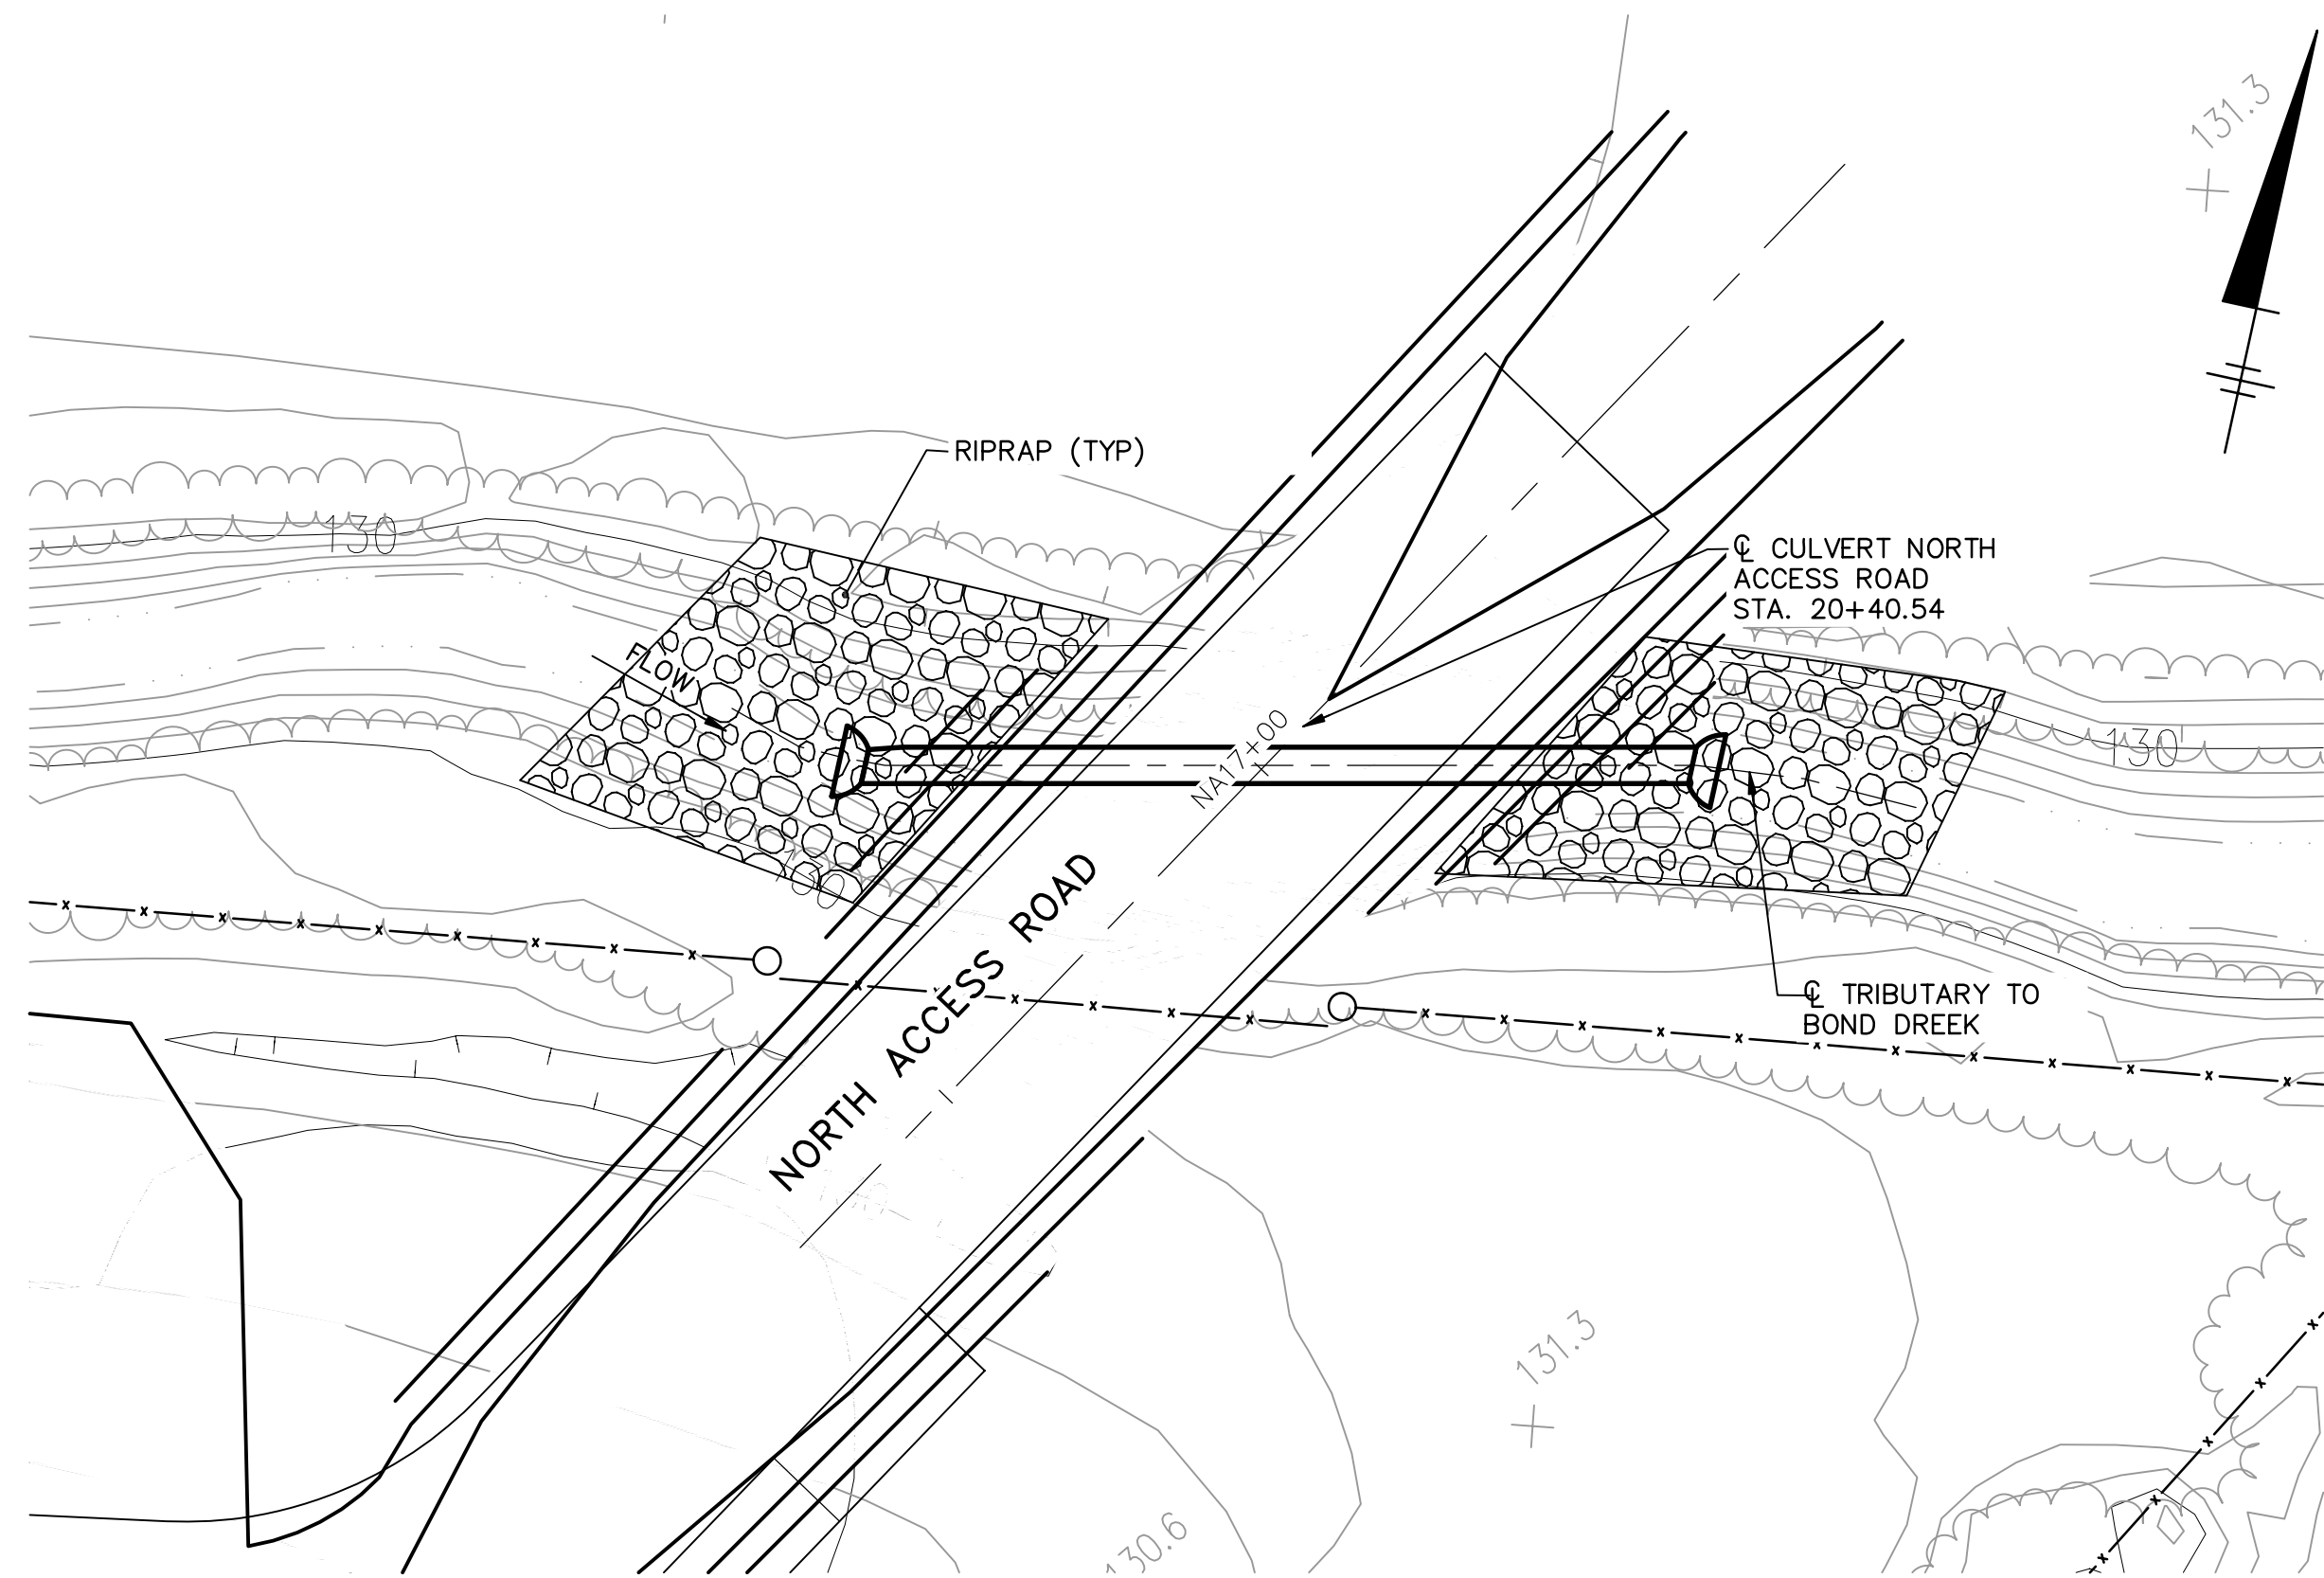 131.3
RIPRAP (TYP)
130
℄ CULVERT NORTH
ACCESS ROAD
STA. 20+40.54
FLOW
NA17+00
130
130
NORTH ACCESS ROAD
℄ TRIBUTARY TO
BOND DREEK
131.3
130.6